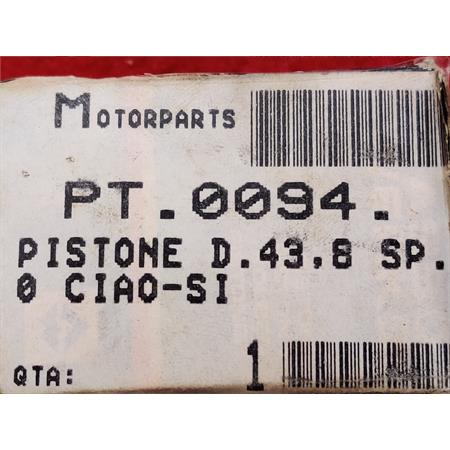 MOTORPARTS
PT.0094.
PISTONE D.43,8 SP.
0 CIAO-SI
QTA: 1